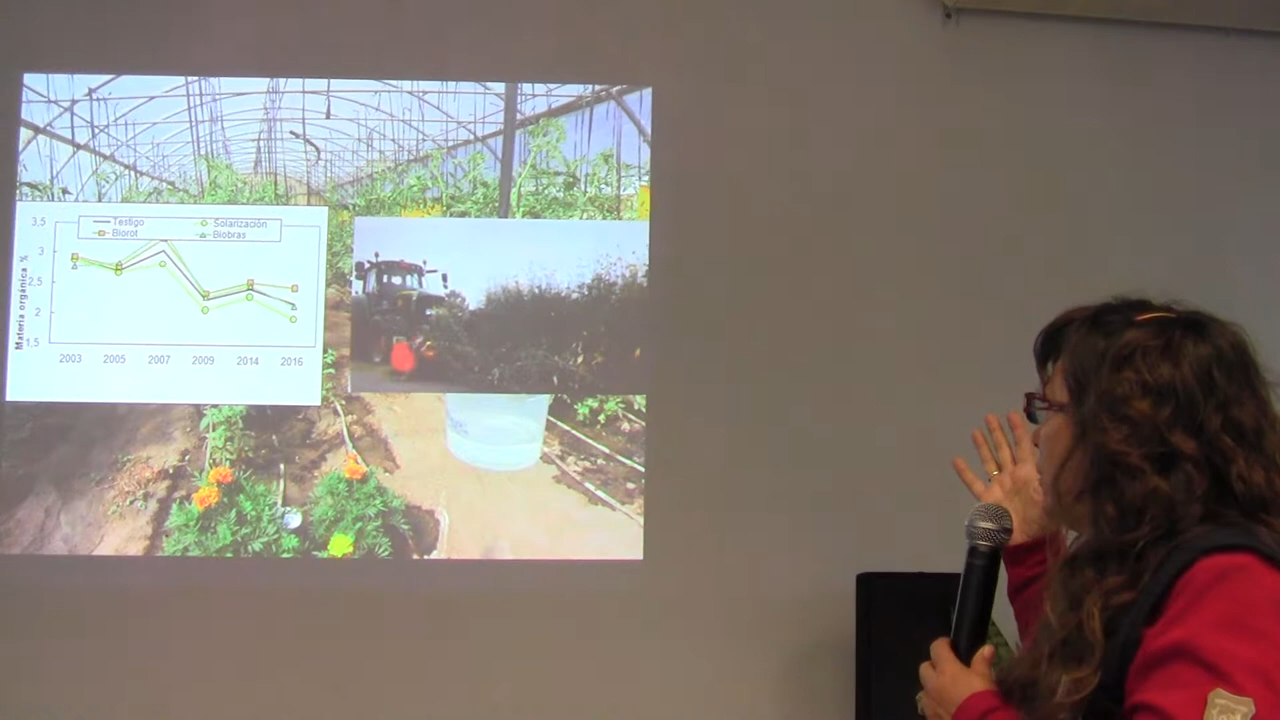 3,5
3
2,5
2
1,5
Materia orgánica %
Testigo
Solarización
Biorot
Biobras
2003 2005 2007 2009 2014 2016